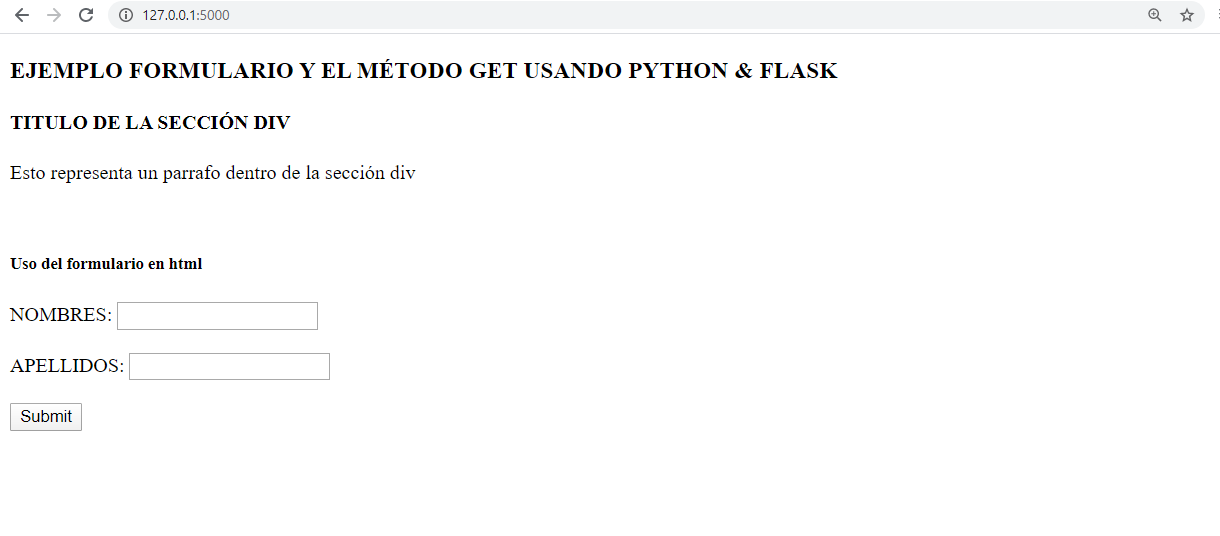 127.0.0.1:5000
EJEMPLO FORMULARIO Y EL MÉTODO GET USANDO PYTHON & FLASK
TITULO DE LA SECCIÓN DIV
Esto representa un parrafo dentro de la sección div
Uso del formulario en html
NOMBRES:
APELLIDOS:
Submit